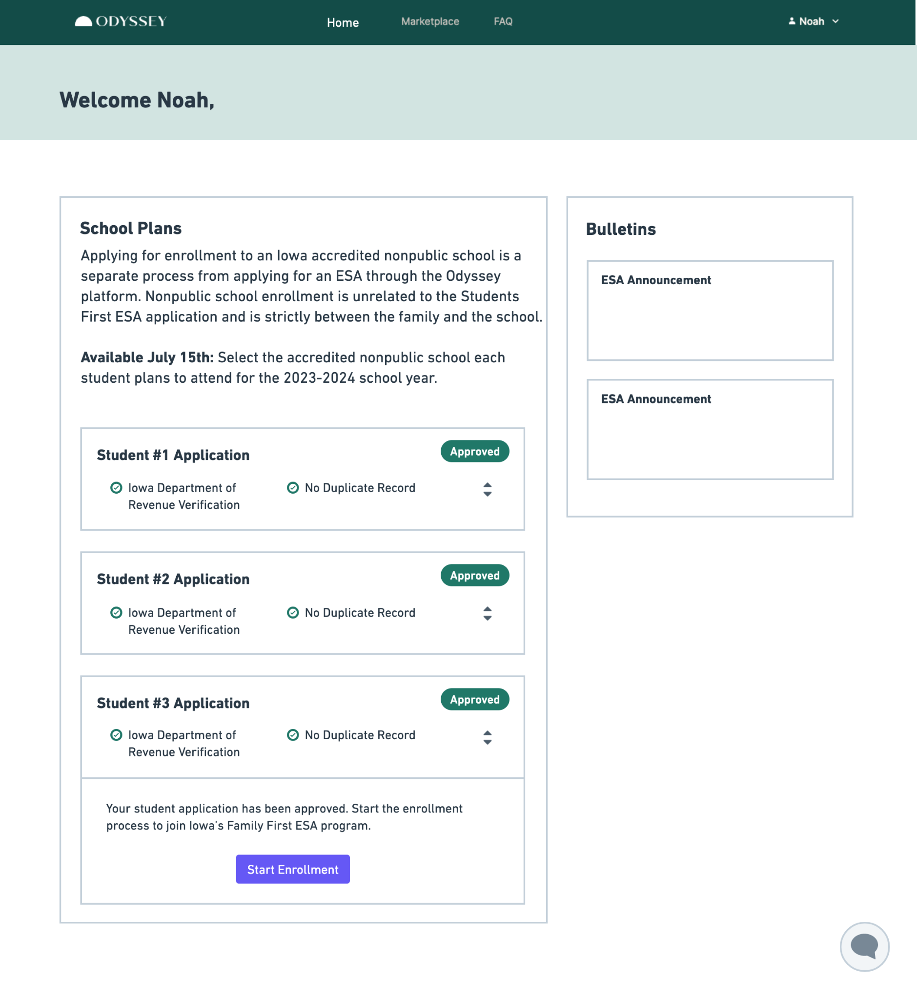 ODYSSEY
Home
Marketplace
FAQ
Noah
Welcome Noah,
School Plans
Applying for enrollment to an Iowa accredited nonpublic school is a
separate process from applying for an ESA through the Odyssey
platform. Nonpublic school enrollment is unrelated to the Students
First ESA application and is strictly between the family and the school.
Available July 15th: Select the accredited nonpublic school each
student plans to attend for the 2023-2024 school year.
Student #1 Application
Approved
Iowa Department of
Revenue Verification
No Duplicate Record
Student #2 Application
Approved
Iowa Department of
Revenue Verification
No Duplicate Record
Student #3 Application
Approved
Iowa Department of
Revenue Verification
No Duplicate Record
Your student application has been approved. Start the enrollment
process to join Iowa's Family First ESA program.
Start Enrollment
Bulletins
ESA Announcement
ESA Announcement